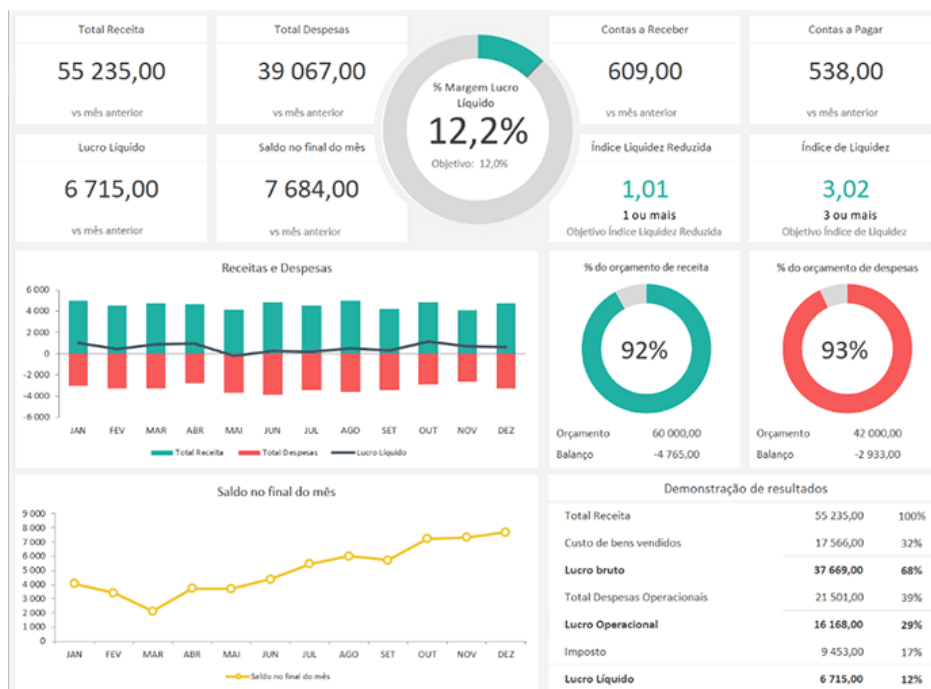 Total Receita
55 235,00
vs mês anterior
Total Despesas
39 067,00
vs mês anterior
% Margem Lucro
Líquido
12,2%
Objetivo: 12,0%
Contas a Receber
609,00
vs mês anterior
Contas a Pagar
538,00
vs mês anterior
Lucro Líquido
6 715,00
vs mês anterior
Saldo no final do mês
7 684,00
vs mês anterior
Índice Liquidez Reduzida
1,01
1 ou mais
Objetivo Índice Liquidez Reduzida
Índice de Liquidez
3,02
3 ou mais
Objetivo Índice de Liquidez
Receitas e Despesas
6 000
4 000
2 000
0
-2 000
-4 000
-6 000
JAN FEV MAR ABR MAI JUN JUL AGO SET OUT NOV DEZ
Total Receita Total Despesas Lucro Líquido
% do orçamento de receita
92%
Orçamento 60 000,00
Balanço -4 765,00
% do orçamento de despesas
93%
Orçamento 42 000,00
Balanço -2 933,00
Saldo no final do mês
9 000
8 000
7 000
6 000
5 000
4 000
3 000
2 000
1 000
0
JAN FEV MAR ABR MAI JUN JUL AGO SET OUT NOV DEZ
Saldo no final do mês
Demonstração de resultados
Total Receita 55 235,00 100%
Custo de bens vendidos 17 566,00 32%
Lucro bruto 37 669,00 68%
Total Despesas Operacionais 21 501,00 39%
Lucro Operacional 16 168,00 29%
Imposto 9 453,00 17%
Lucro Líquido 6 715,00 12%